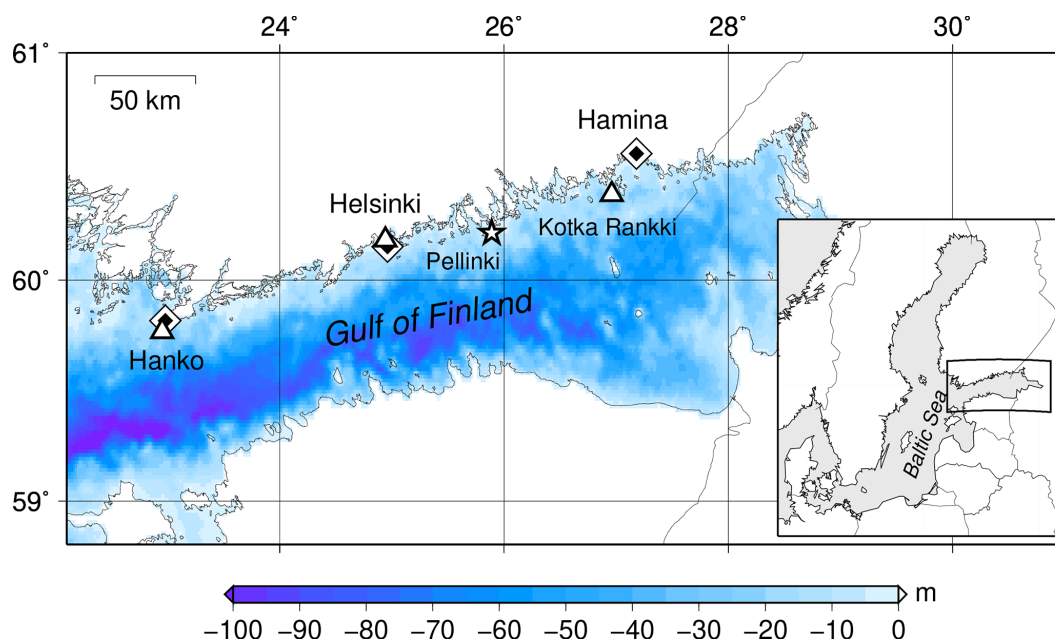 24˚ 26˚ 28˚ 30˚
61˚
50 km
Hamina
Helsinki
Kotka Rankki
Pellinki
60˚
Gulf of Finland
Hanko
Baltic Sea
59˚
m
−100 −90 −80 −70 −60 −50 −40 −30 −20 −10 0